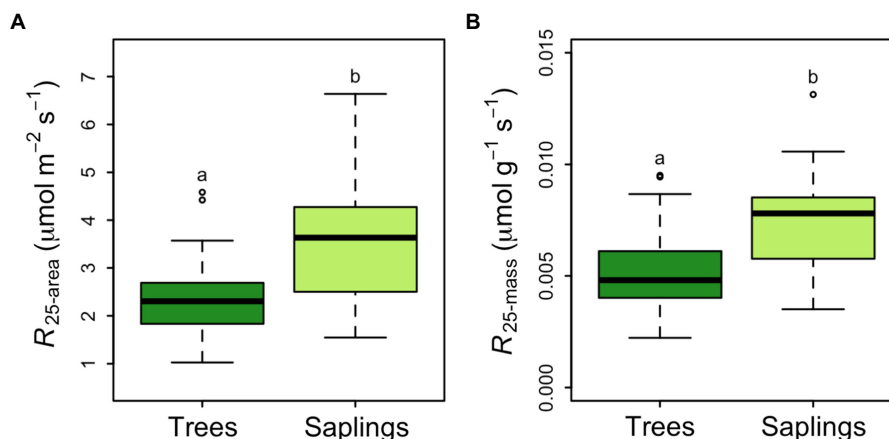 A
R25-area (μmol m−2 s−1)
7
6
5
4
3
2
1
a
b
Trees Saplings
B
R25-mass (μmol g−1 s−1)
0.015
0.010
0.005
0.000
a
b
Trees Saplings